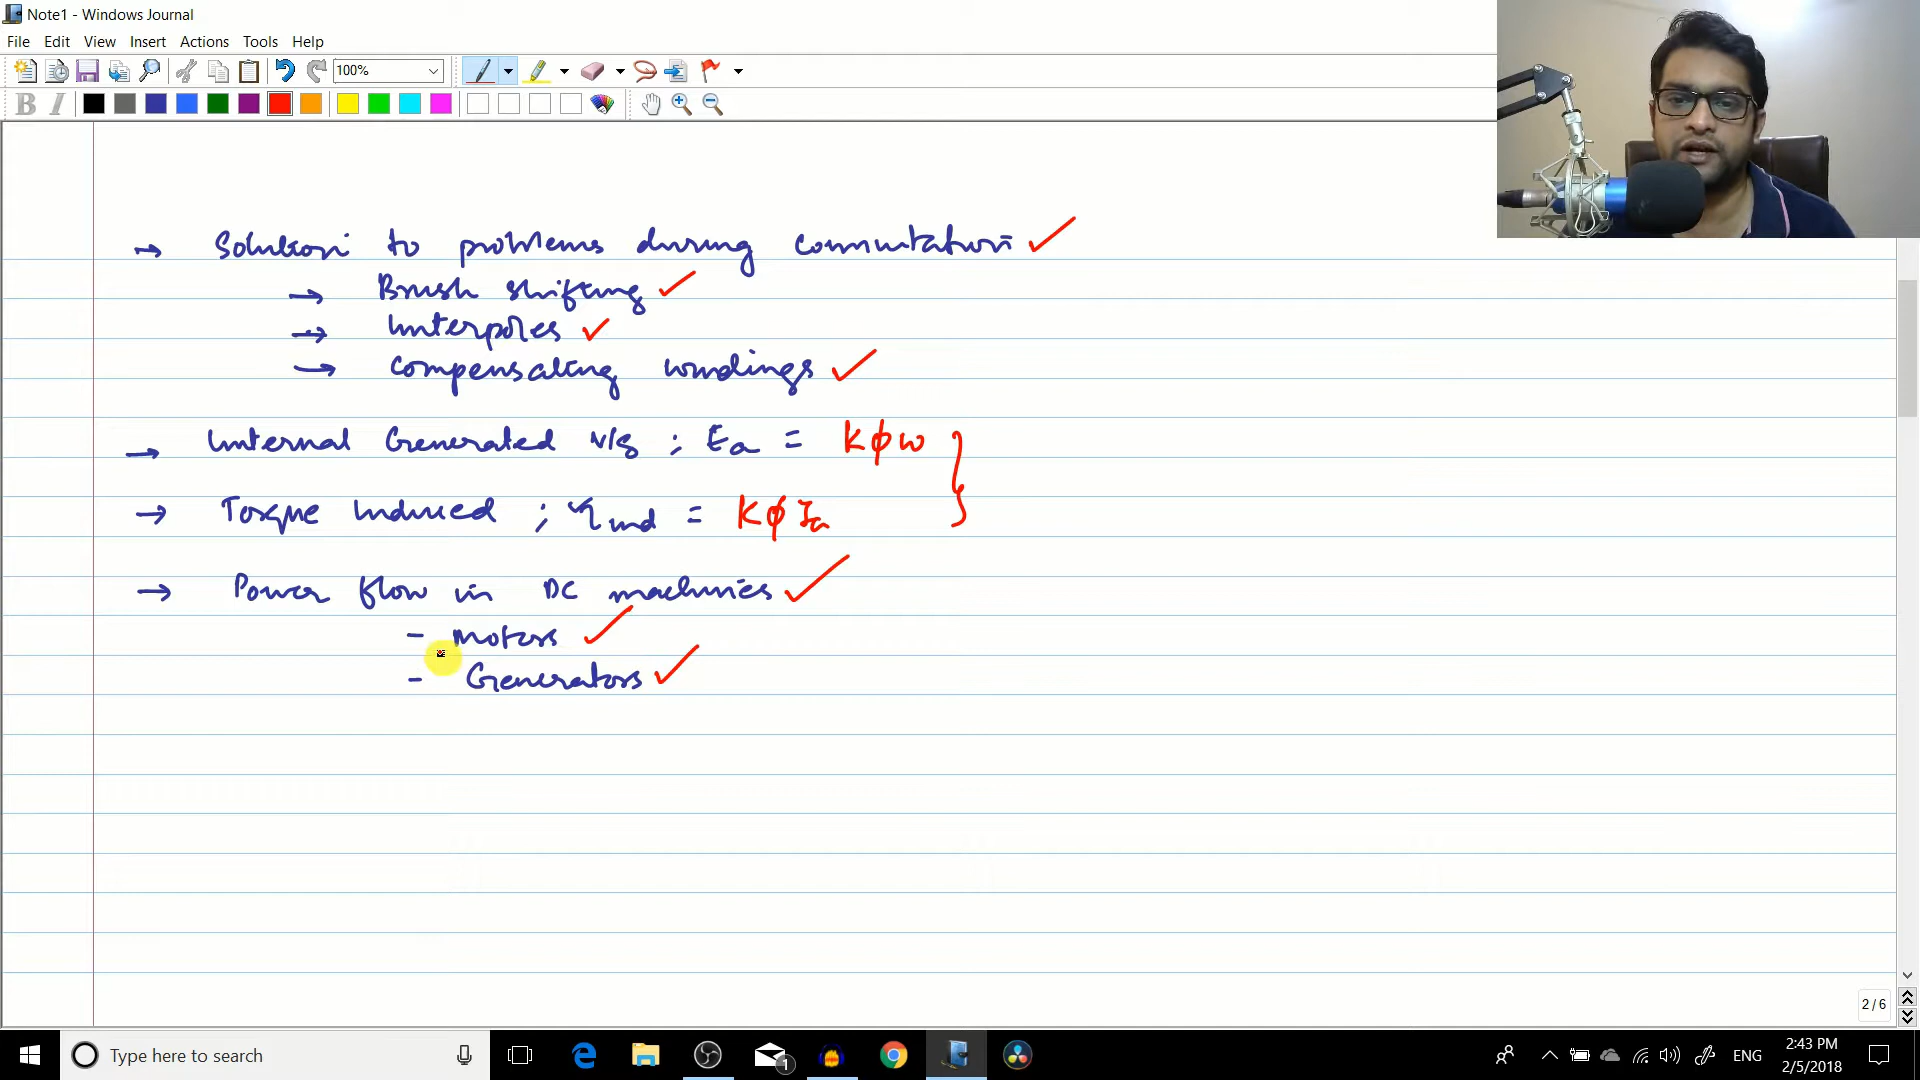 Note1 - Windows Journal
File Edit View Insert Actions Tools Help
100%
B I
→ Solution to problems during commutation ✓
→ Brush shifting ✓
→ Interpoles ✓
→ Compensating windings ✓
→ Internal Generated v/g ; Ea = Kφω
→ Torque Induced ; τind = KφIa
→ Power flow in DC machines ✓
- Motors ✓
- Generators ✓
2 / 6
Type here to search
1
ENG
2:43 PM
2/5/2018